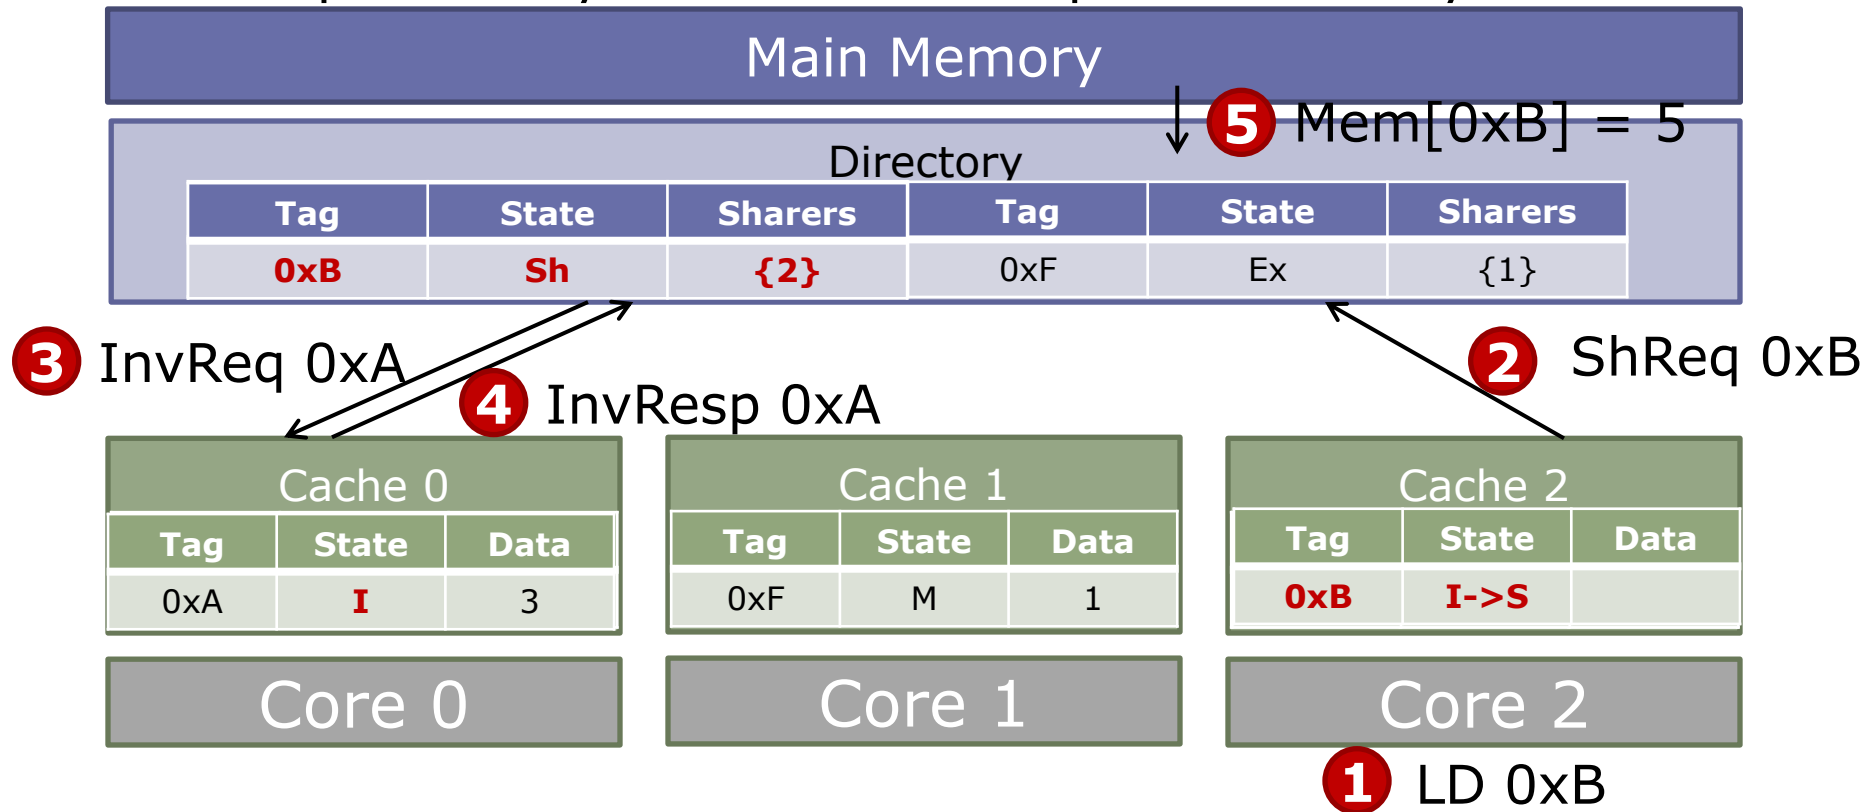 Main Memory
5 Mem[0xB] = 5
Directory
Tag State Sharers Tag State Sharers
0xB Sh {2} 0xF Ex {1}
3 InvReq 0xA
2 ShReq 0xB
4 InvResp 0xA
Cache 0 Cache 1 Cache 2
Tag State Data Tag State Data Tag State Data
0xA I 3 0xF M 1 0xB I->S
Core 0 Core 1 Core 2
1 LD 0xB